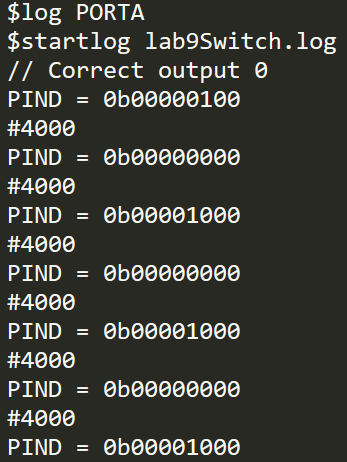 $log PORTA
$startlog lab9Switch.log
// Correct output 0
PIND = 0b00000100
#4000
PIND = 0b00000000
#4000
PIND = 0b00001000
#4000
PIND = 0b00000000
#4000
PIND = 0b00001000
#4000
PIND = 0b00000000
#4000
PIND = 0b00001000